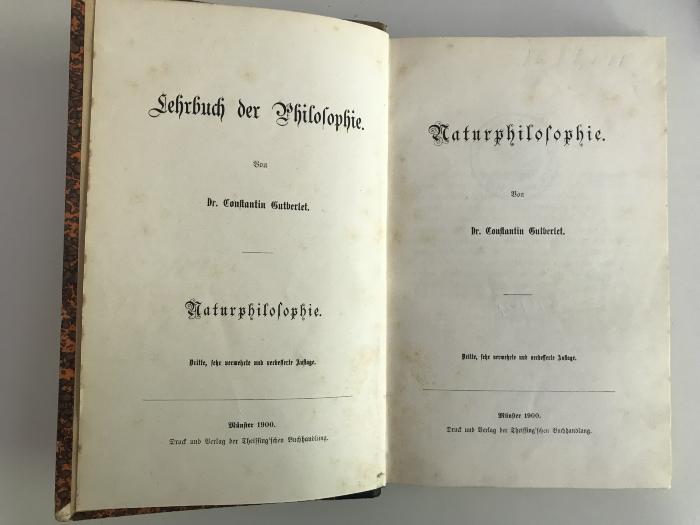 Lehrbuch der Philosophie.
Von
Dr. Constantin Gutberlet.
Naturphilosophie.
Dritte, sehr vermehrte und verbesserte Auflage.
Münster 1900.
Druck und Verlag der Theissing'schen Buchhandlung.
Naturphilosophie.
Von
Dr. Constantin Gutberlet.
Dritte, sehr vermehrte und verbesserte Auflage.
Münster 1900.
Druck und Verlag der Theissing'schen Buchhandlung.